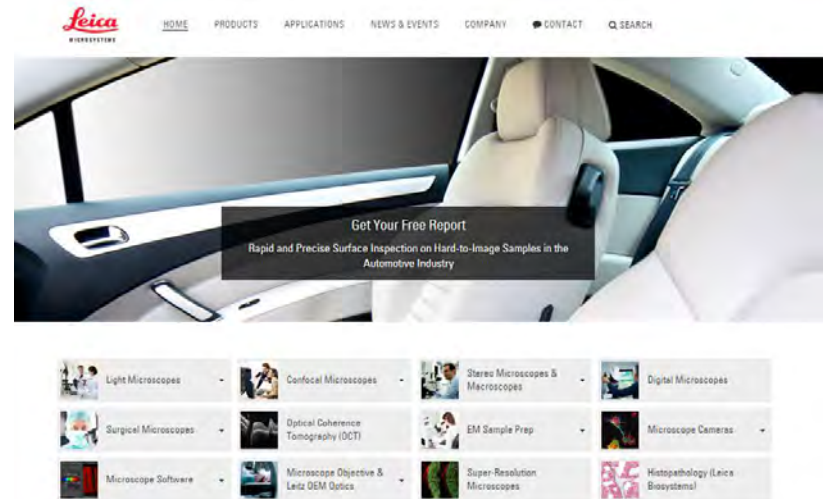 Leica
MICROSYSTEMS
HOME PRODUCTS APPLICATIONS NEWS & EVENTS COMPANY CONTACT SEARCH
Get Your Free Report
Rapid and Precise Surface Inspection on Hard-to-Image Samples in the
Automotive Industry
Light Microscopes
Confocal Microscopes
Stereo Microscopes &
Macroscopes
Digital Microscopes
Surgical Microscopes
Optical Coherence
Tomography (OCT)
EM Sample Prep
Microscope Cameras
Microscope Software
Microscope Objective &
Leitz OEM Optics
Super-Resolution
Microscopes
Histopathology (Leica
Biosystems)